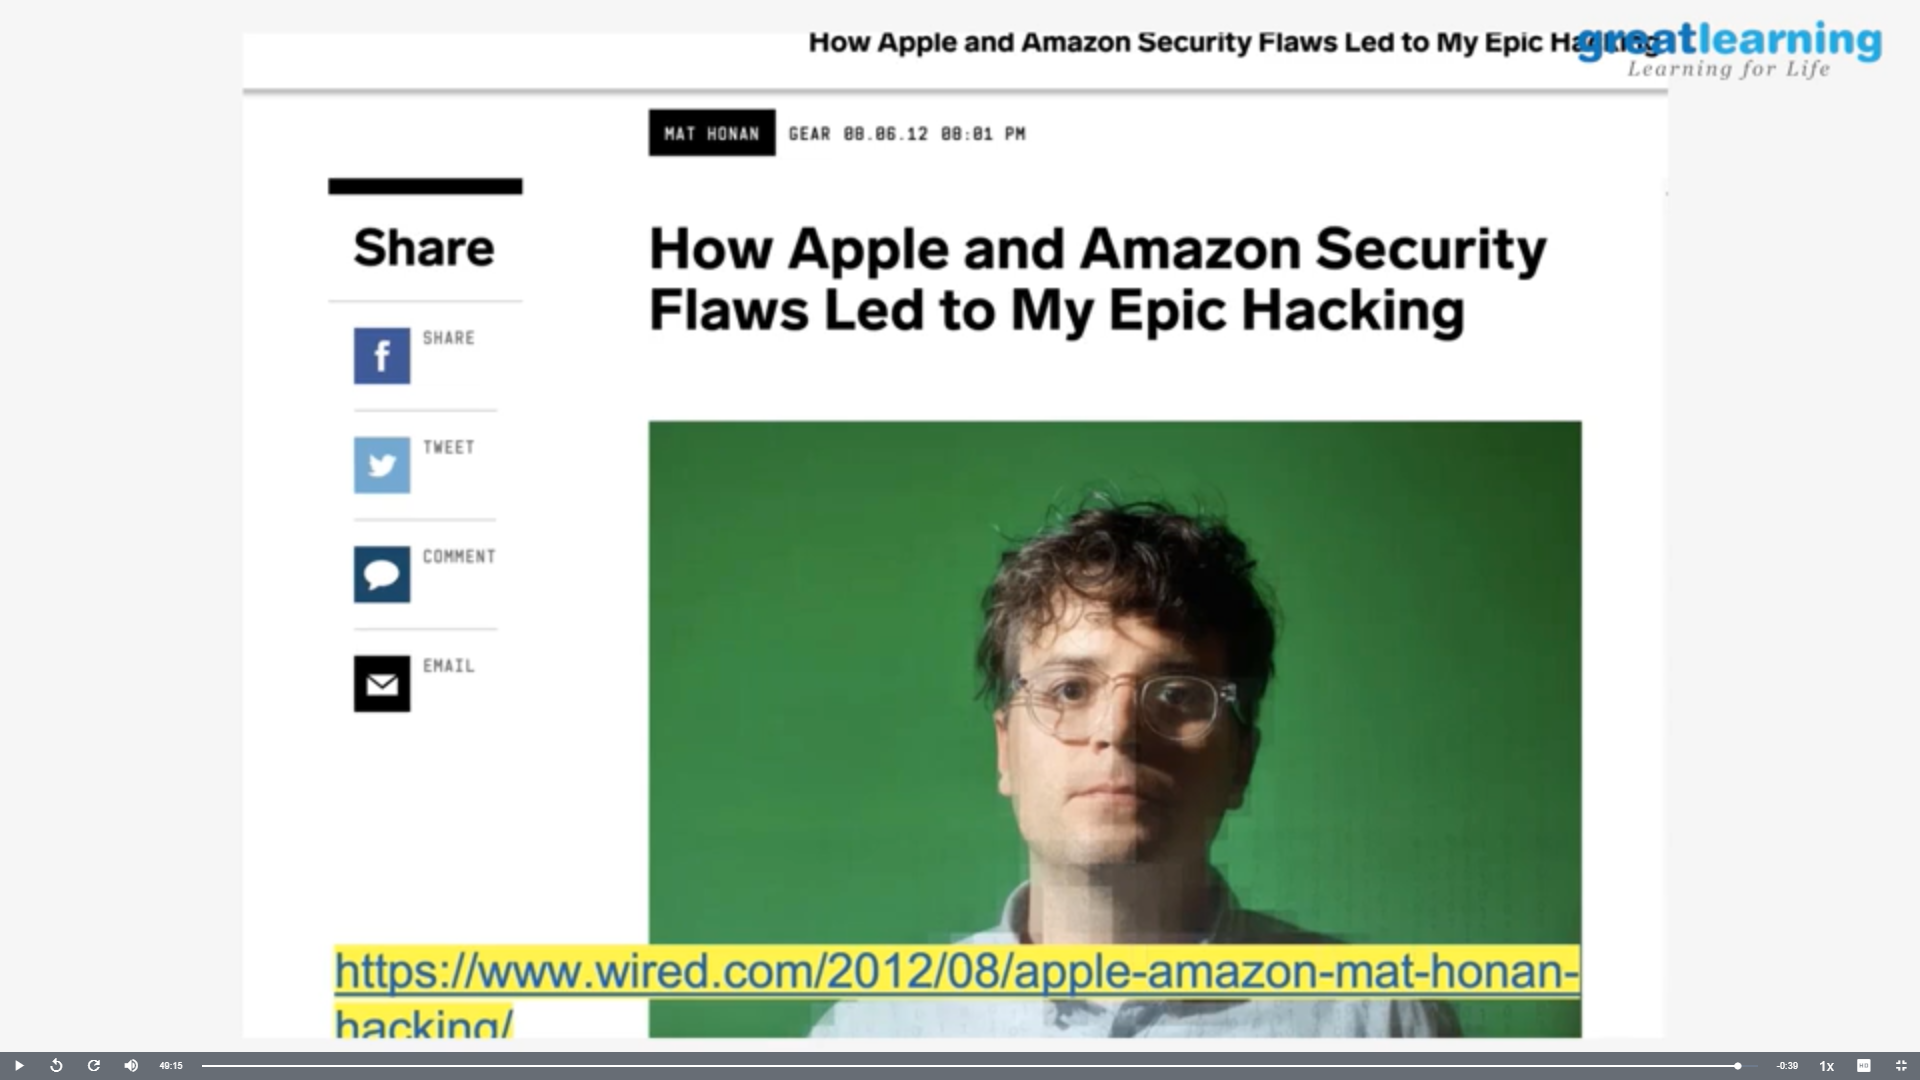 How Apple and Amazon Security Flaws Led to My Epic Hacking
greatlearning
Learning for Life
MAT HONAN GEAR 08.06.12 08:01 PM
Share
How Apple and Amazon Security
Flaws Led to My Epic Hacking
f SHARE
TWEET
COMMENT
EMAIL
https://www.wired.com/2012/08/apple-amazon-mat-honan-
hacking/
49:15 -0:39 1x HD